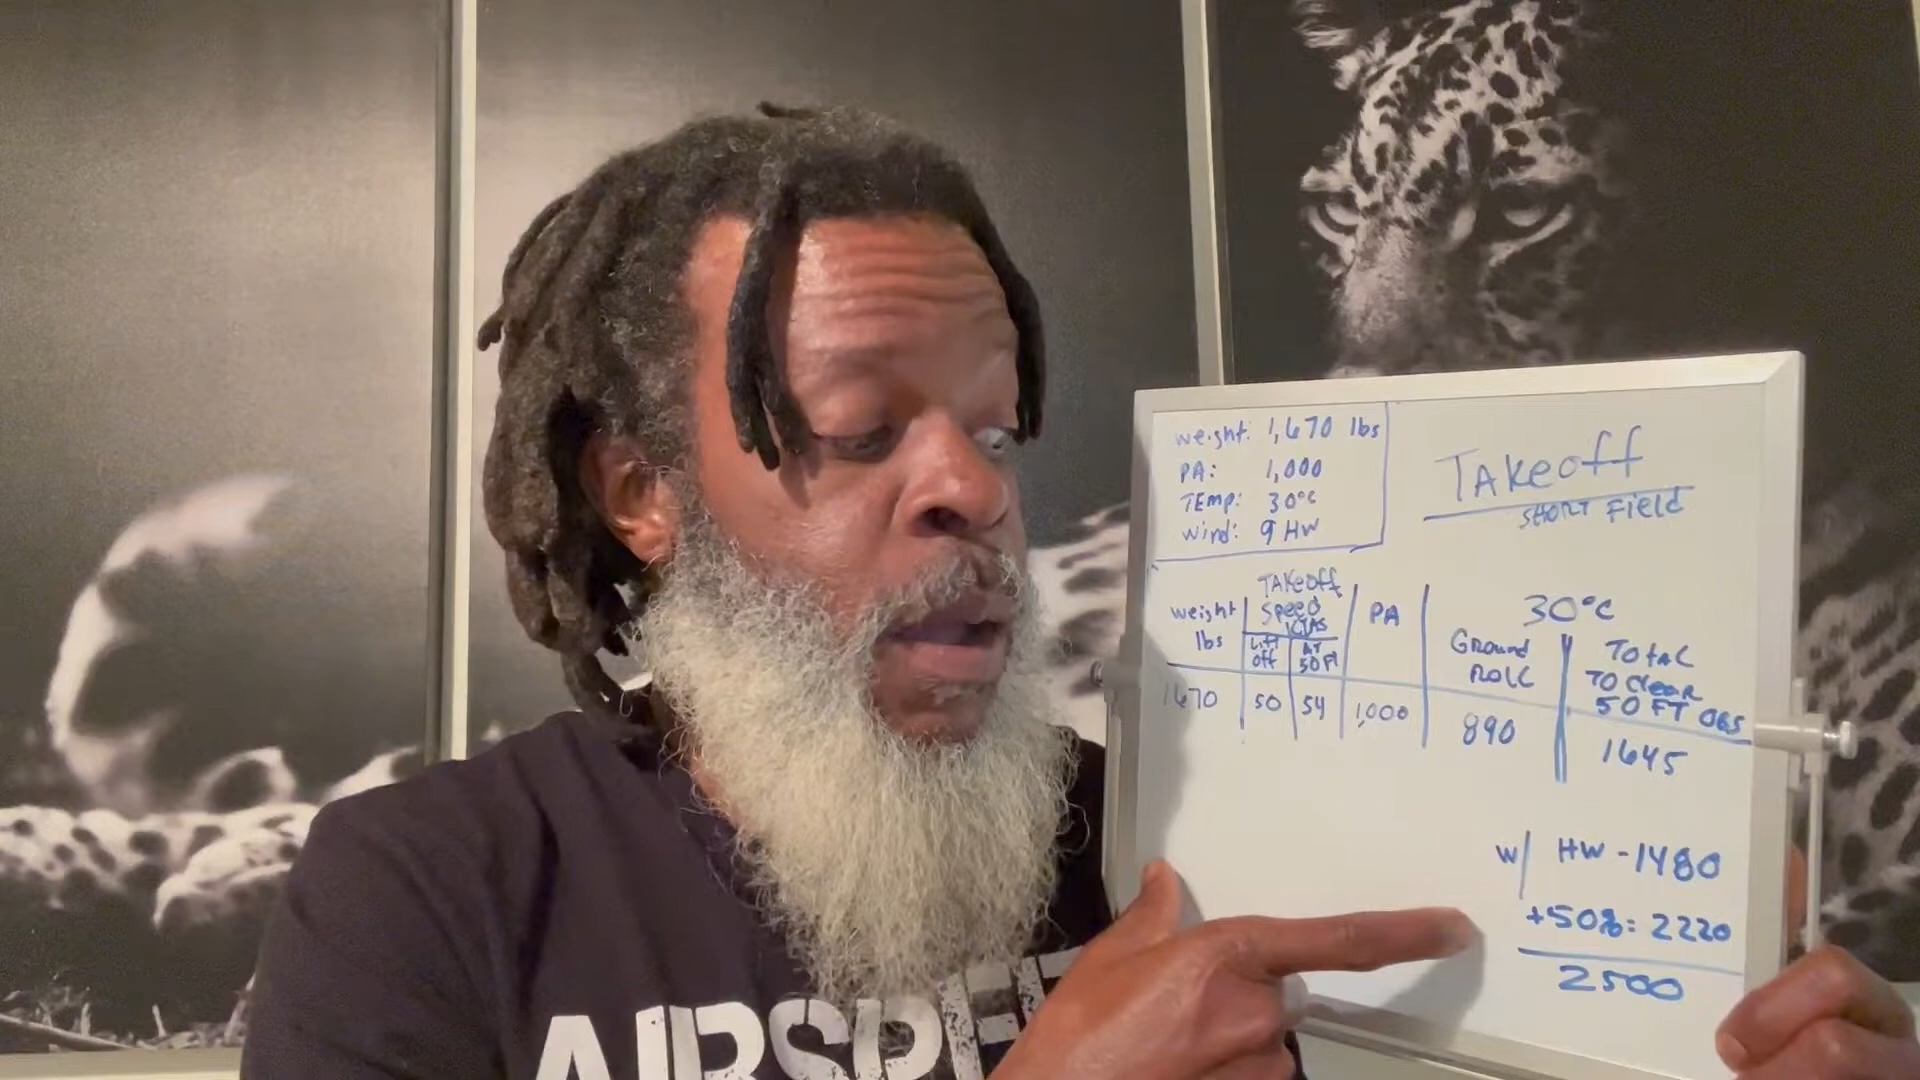 weight: 1,670 lbs
PA: 1,000
TEmp: 30°C
wind: 9 HW
TAKeoff
SHORT Field
TAKeoff
Speed
KIAS
weight
lbs
Lift
off
AT
50 Ft
PA
30°C
Ground
Roll
TOtAL
TO Clear
50 FT OBS
1670
50
54
1,000
890
1645
W/ HW - 1480
+50%: 2220
2500
AIRSPEE